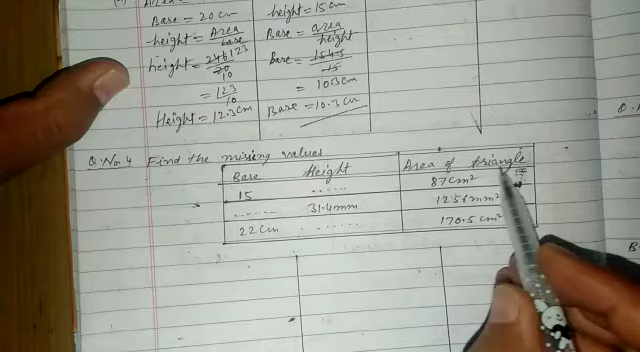 Base = 20 cm
height = Area
base
height = 246 123
20
10
= 123
10
Height = 12.3 cm
height = 15 cm
Base = area
height
Base = 154.5
15
= 10.3 cm
Base = 10.3 cm
Q.No. 4 Find the missing values
Base Height Area of triangle
15 ...... 87 cm²
....... 31.4 mm 1256 mm²
22 cm ....... 170.5 cm²